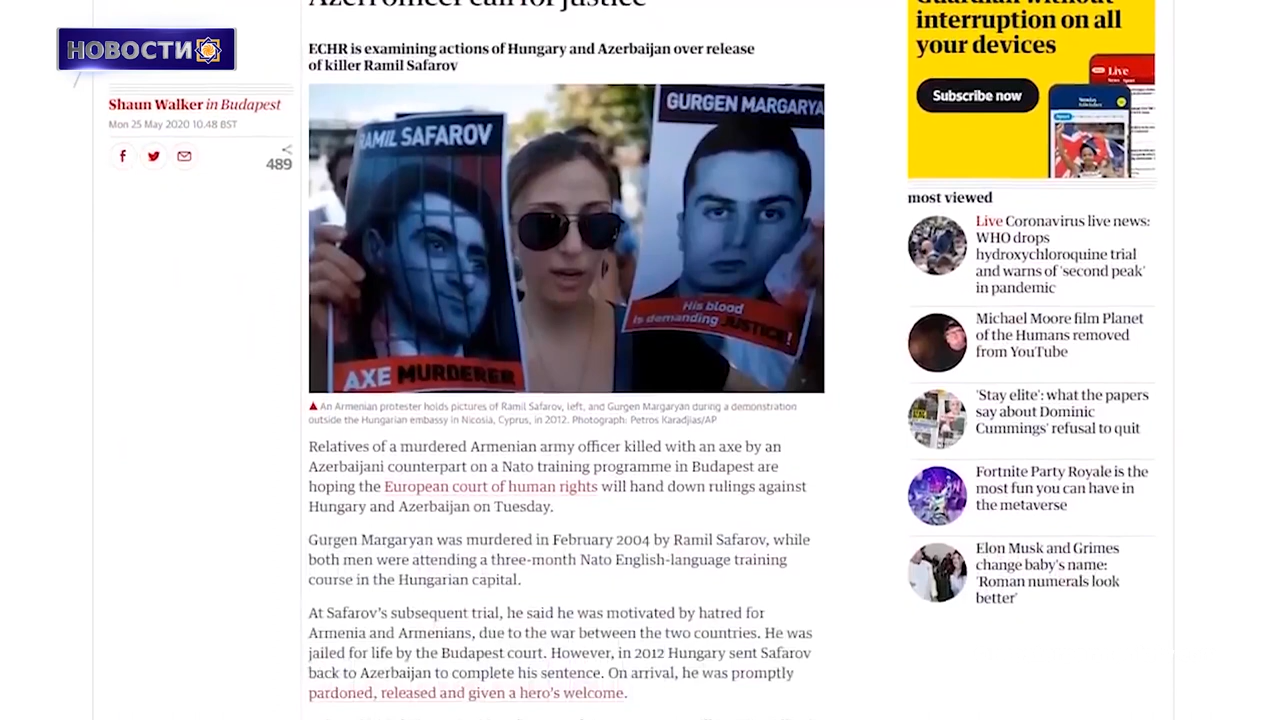 Azeri officer call for justice
НОВОСТИ
ECHR is examining actions of Hungary and Azerbaijan over release
of killer Ramil Safarov
Shaun Walker in Budapest
Mon 25 May 2020 10.48 BST
489
RAMIL SAFAROV
AXE MURDERER
GURGEN MARGARYA
His blood
is demanding JUSTICE!
An Armenian protester holds pictures of Ramil Safarov, left, and Gurgen Margaryan during a demonstration
outside the Hungarian embassy in Nicosia, Cyprus, in 2012. Photograph: Petros Karadjias/AP
Relatives of a murdered Armenian army officer killed with an axe by an
Azerbaijani counterpart on a Nato training programme in Budapest are
hoping the European court of human rights will hand down rulings against
Hungary and Azerbaijan on Tuesday.
Gurgen Margaryan was murdered in February 2004 by Ramil Safarov, while
both men were attending a three-month Nato English-language training
course in the Hungarian capital.
At Safarov's subsequent trial, he said he was motivated by hatred for
Armenia and Armenians, due to the war between the two countries. He was
jailed for life by the Budapest court. However, in 2012 Hungary sent Safarov
back to Azerbaijan to complete his sentence. On arrival, he was promptly
pardoned, released and given a hero's welcome.
Guardian without
interruption on all
your devices
Subscribe now
Live
most viewed
Live Coronavirus live news:
WHO drops
hydroxychloroquine trial
and warns of 'second peak'
in pandemic
Michael Moore film Planet
of the Humans removed
from YouTube
'Stay elite': what the papers
say about Dominic
Cummings' refusal to quit
Fortnite Party Royale is the
most fun you can have in
the metaverse
Elon Musk and Grimes
change baby's name:
'Roman numerals look
better'